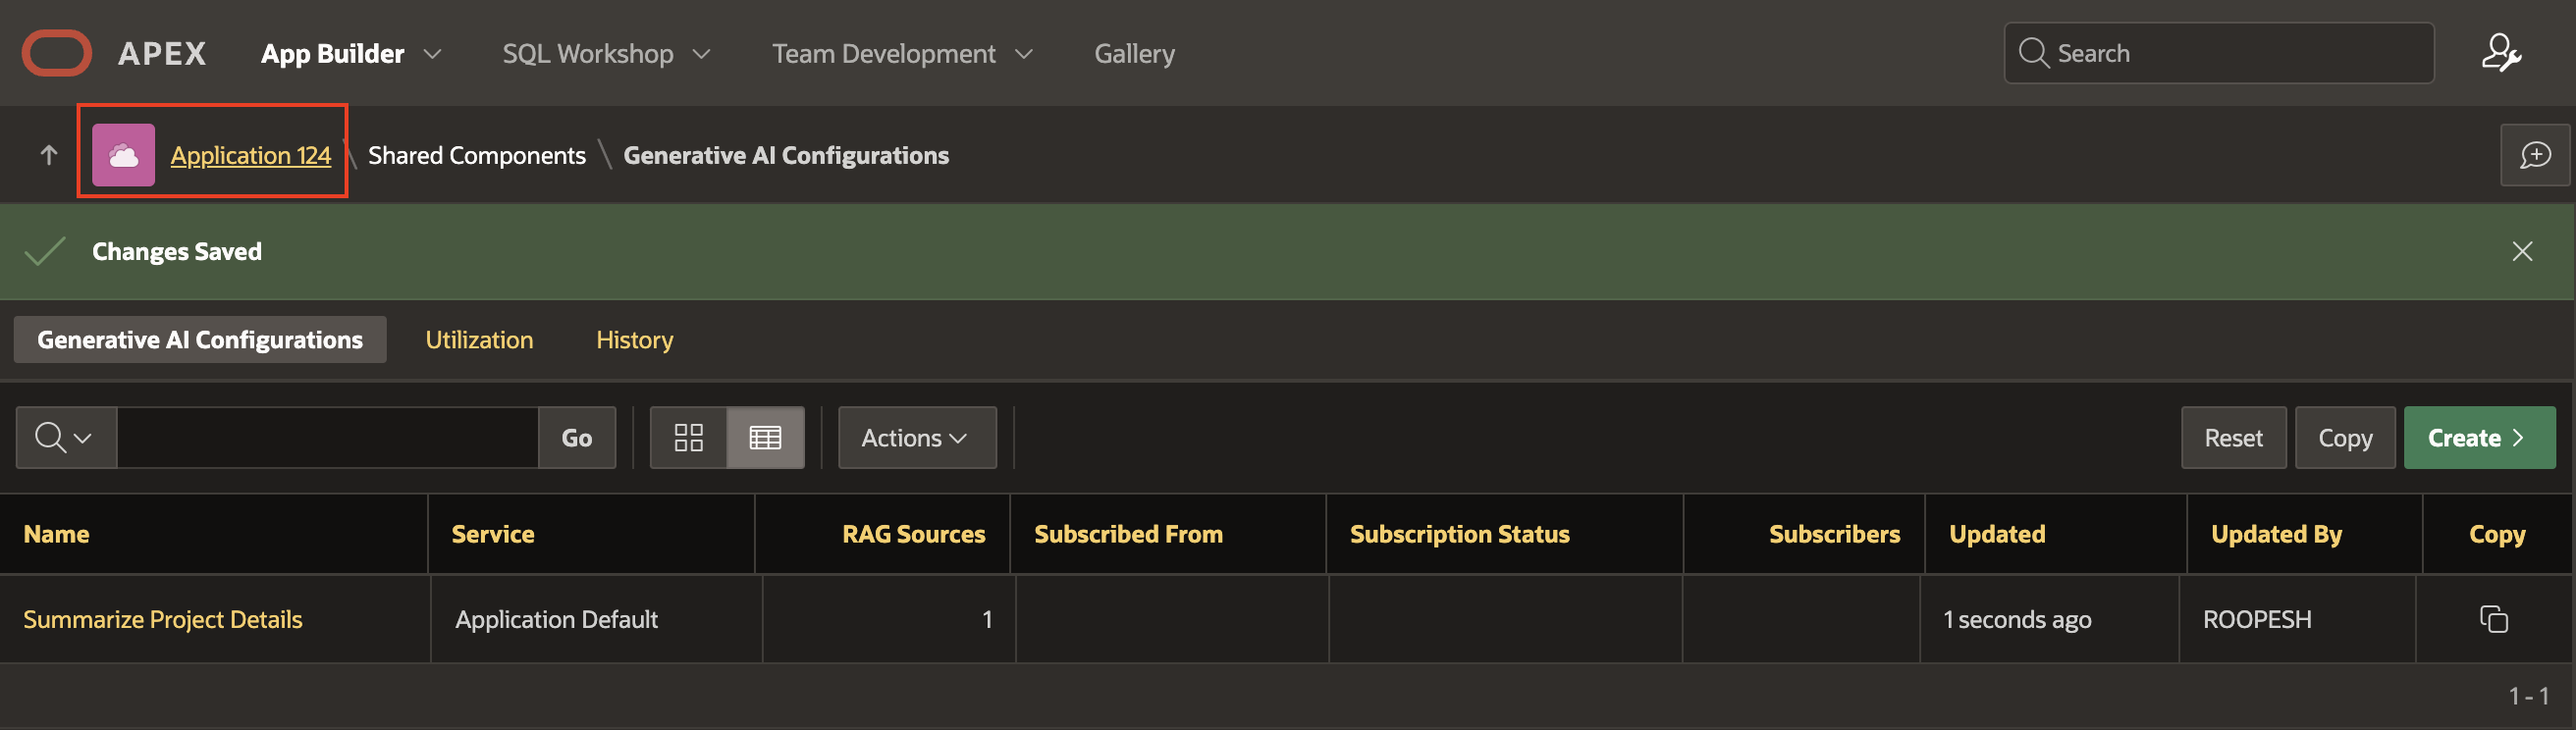 APEX App Builder SQL Workshop Team Development Gallery Search
Application 124 \ Shared Components \ Generative AI Configurations
Changes Saved
Generative AI Configurations Utilization History
Go Actions Reset Copy Create
Name Service RAG Sources Subscribed From Subscription Status Subscribers Updated Updated By Copy
Summarize Project Details Application Default 1 1 seconds ago ROOPESH
1 - 1